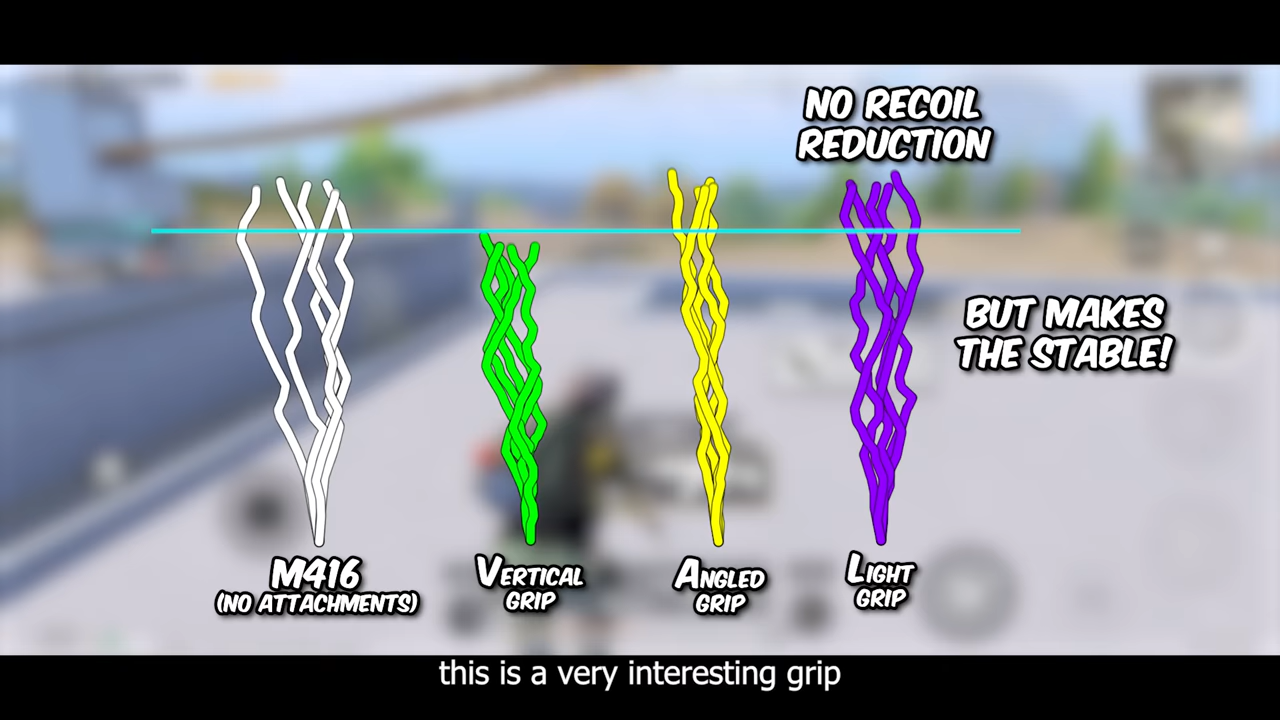 NO RECOIL
REDUCTION
BUT MAKES
THE STABLE!
M416
(NO ATTACHMENTS)
VERTICAL
GRIP
ANGLED
GRIP
LIGHT
GRIP
this is a very interesting grip